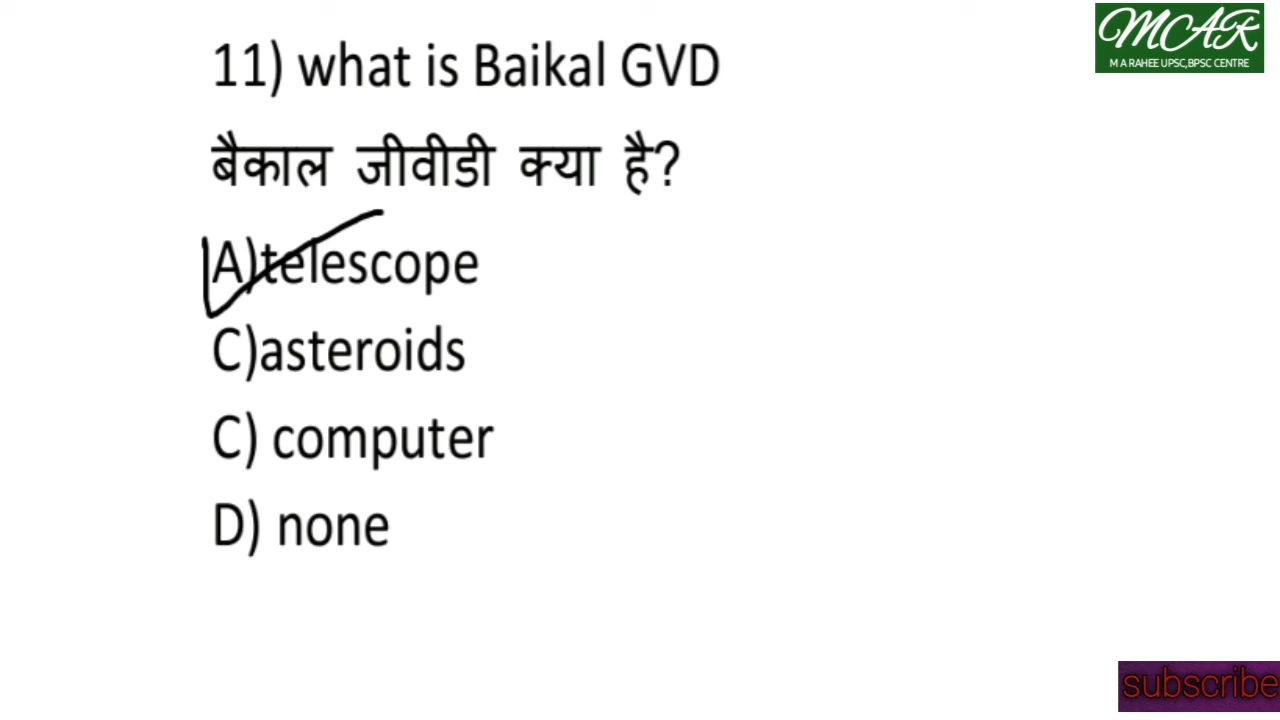 MCAR
M A RAHEE UPSC,BPSC CENTRE
11) what is Baikal GVD
बैकाल जीवीडी क्या है?
A)telescope
C)asteroids
C) computer
D) none
subscribe